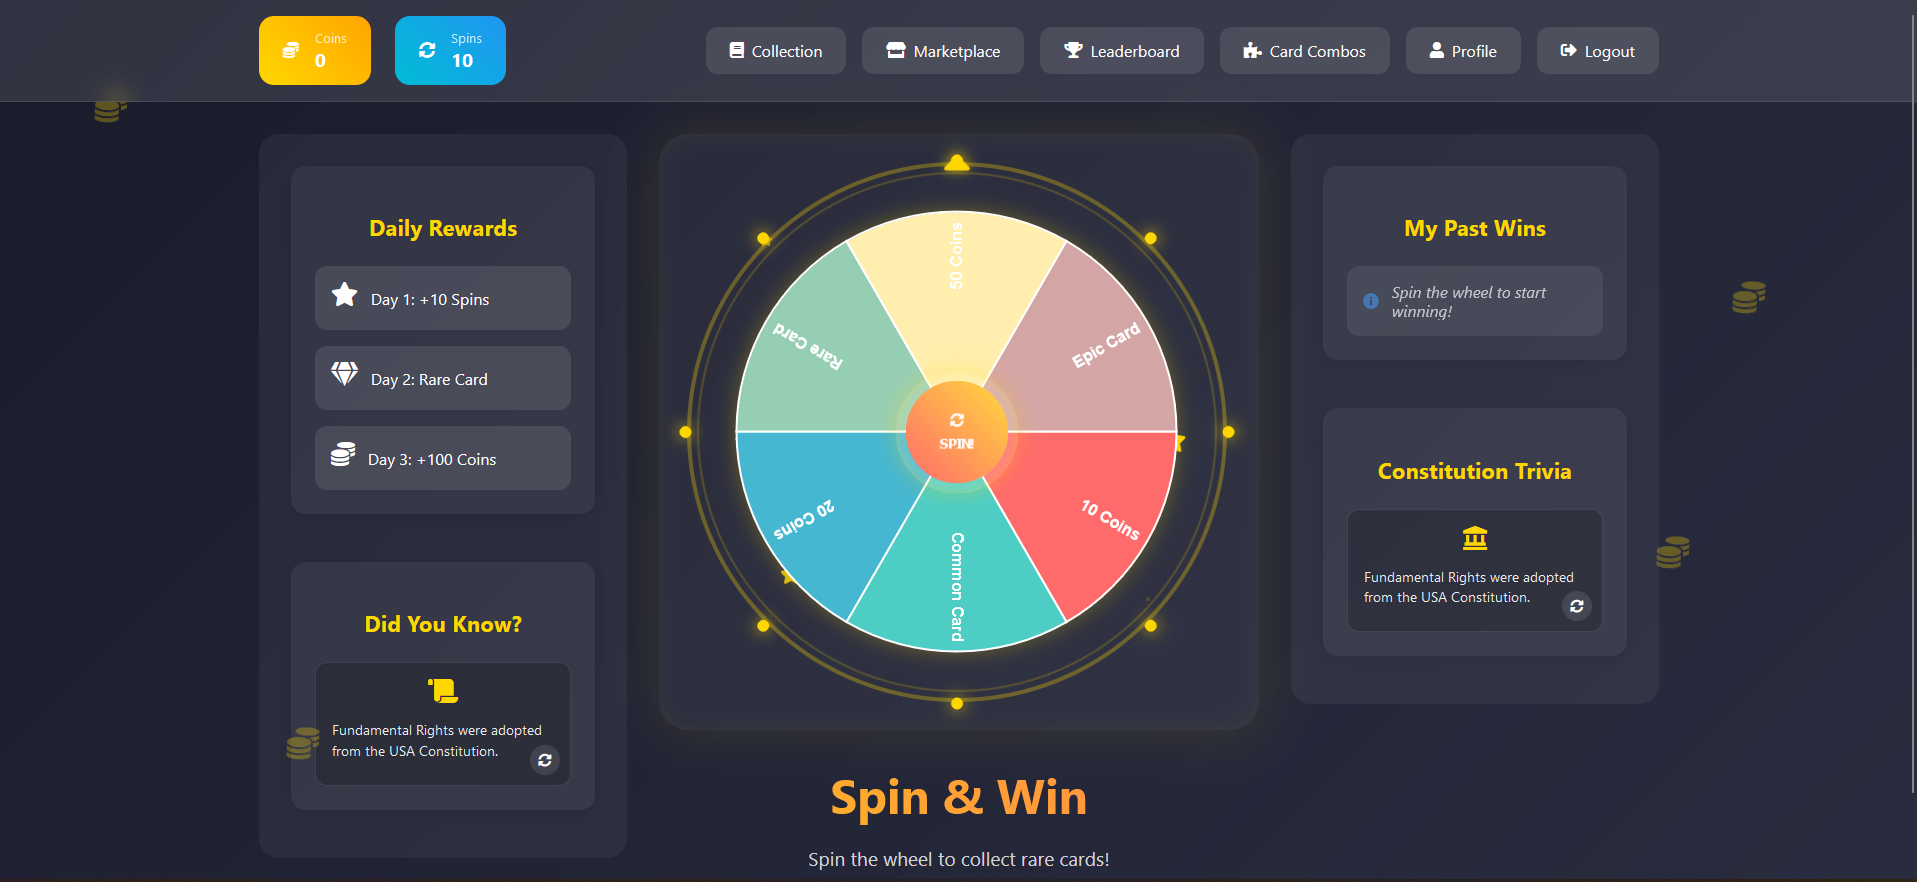 Coins
0
Spins
10
Collection
Marketplace
Leaderboard
Card Combos
Profile
Logout
Daily Rewards
Day 1: +10 Spins
Day 2: Rare Card
Day 3: +100 Coins
Did You Know?
Fundamental Rights were adopted
from the USA Constitution.
50 Coins
Epic Card
10 Coins
Common Card
20 Coins
Rare Card
SPIN!
Spin & Win
Spin the wheel to collect rare cards!
My Past Wins
Spin the wheel to start
winning!
Constitution Trivia
Fundamental Rights were adopted
from the USA Constitution.